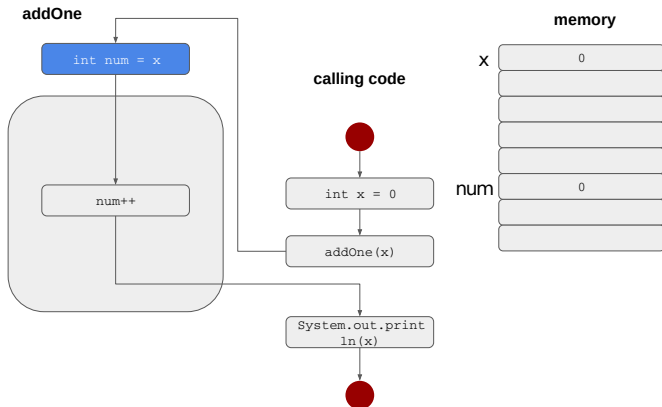 addOne
int num = x
num++
calling code
int x = 0
addOne(x)
System.out.print
ln(x)
memory
x
0
num
0